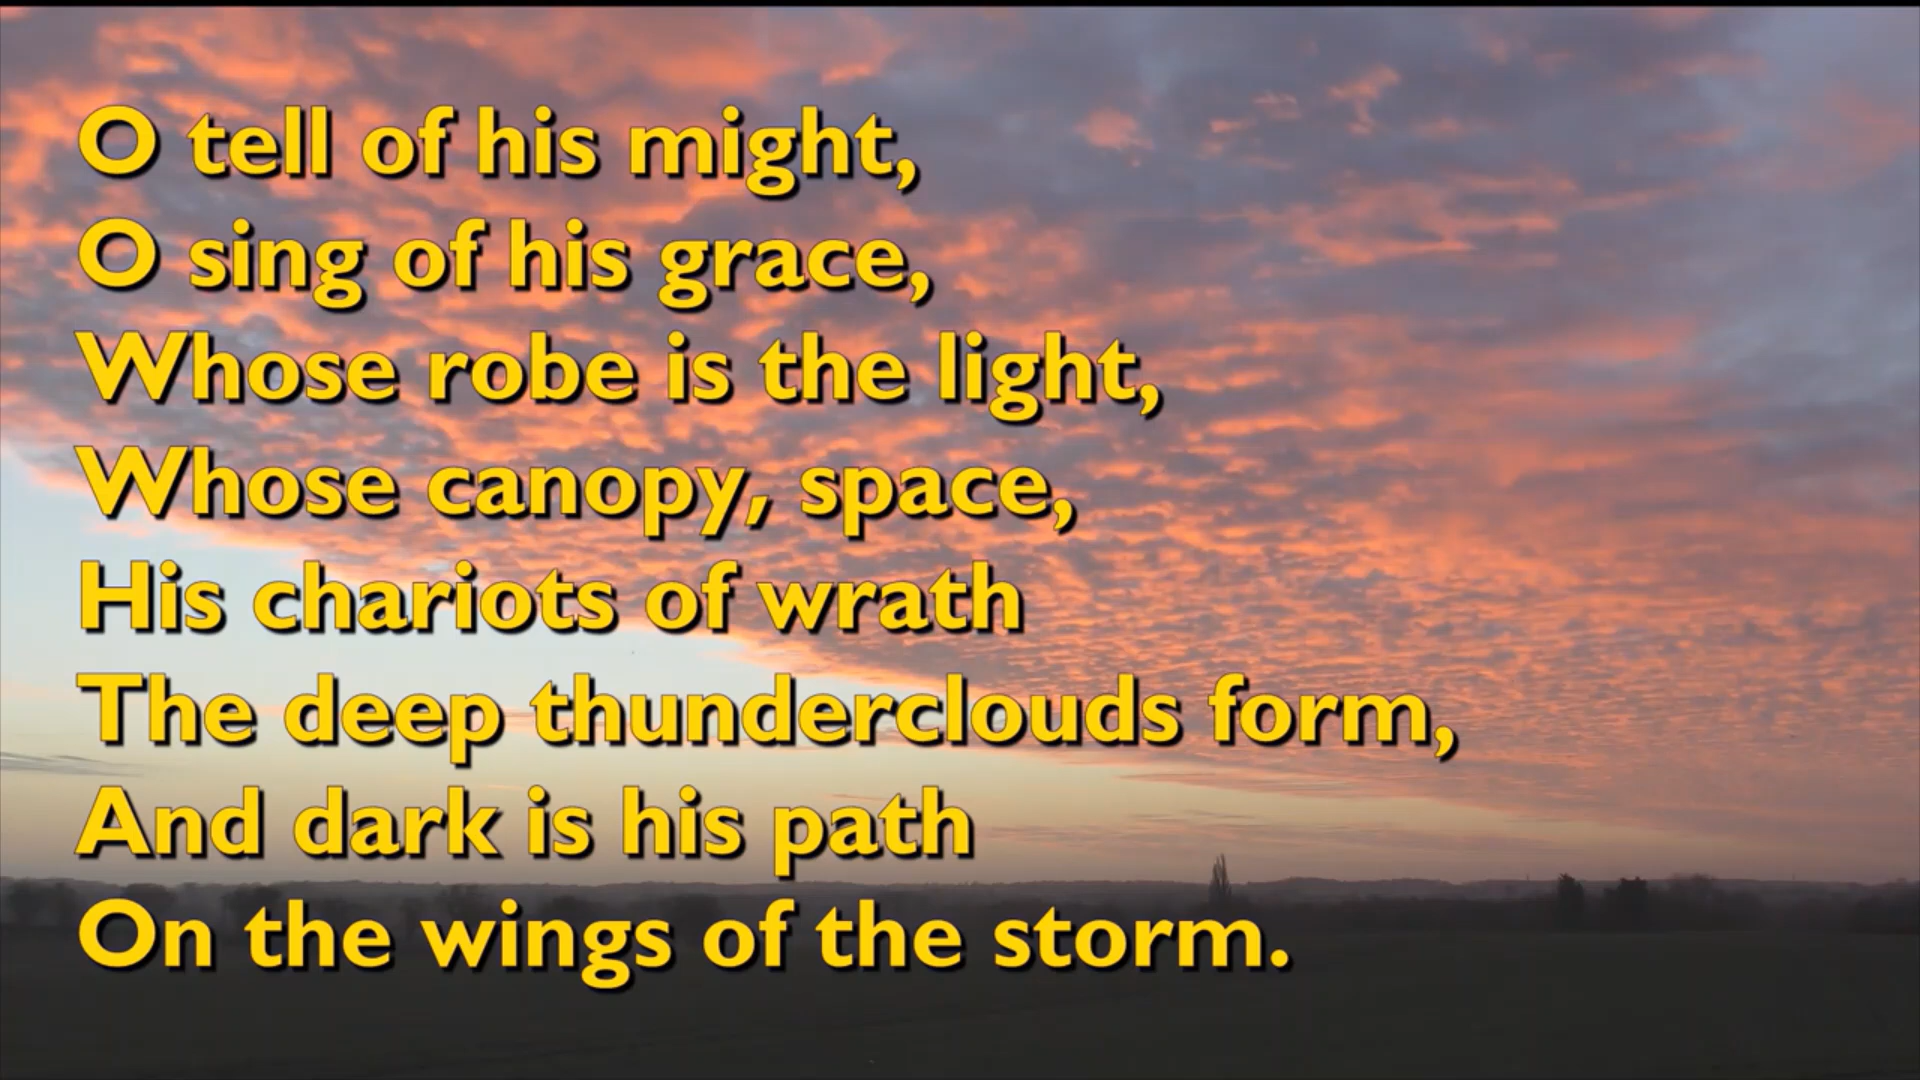 O tell of his might,
O sing of his grace,
Whose robe is the light,
Whose canopy, space,
His chariots of wrath
The deep thunderclouds form,
And dark is his path
On the wings of the storm.